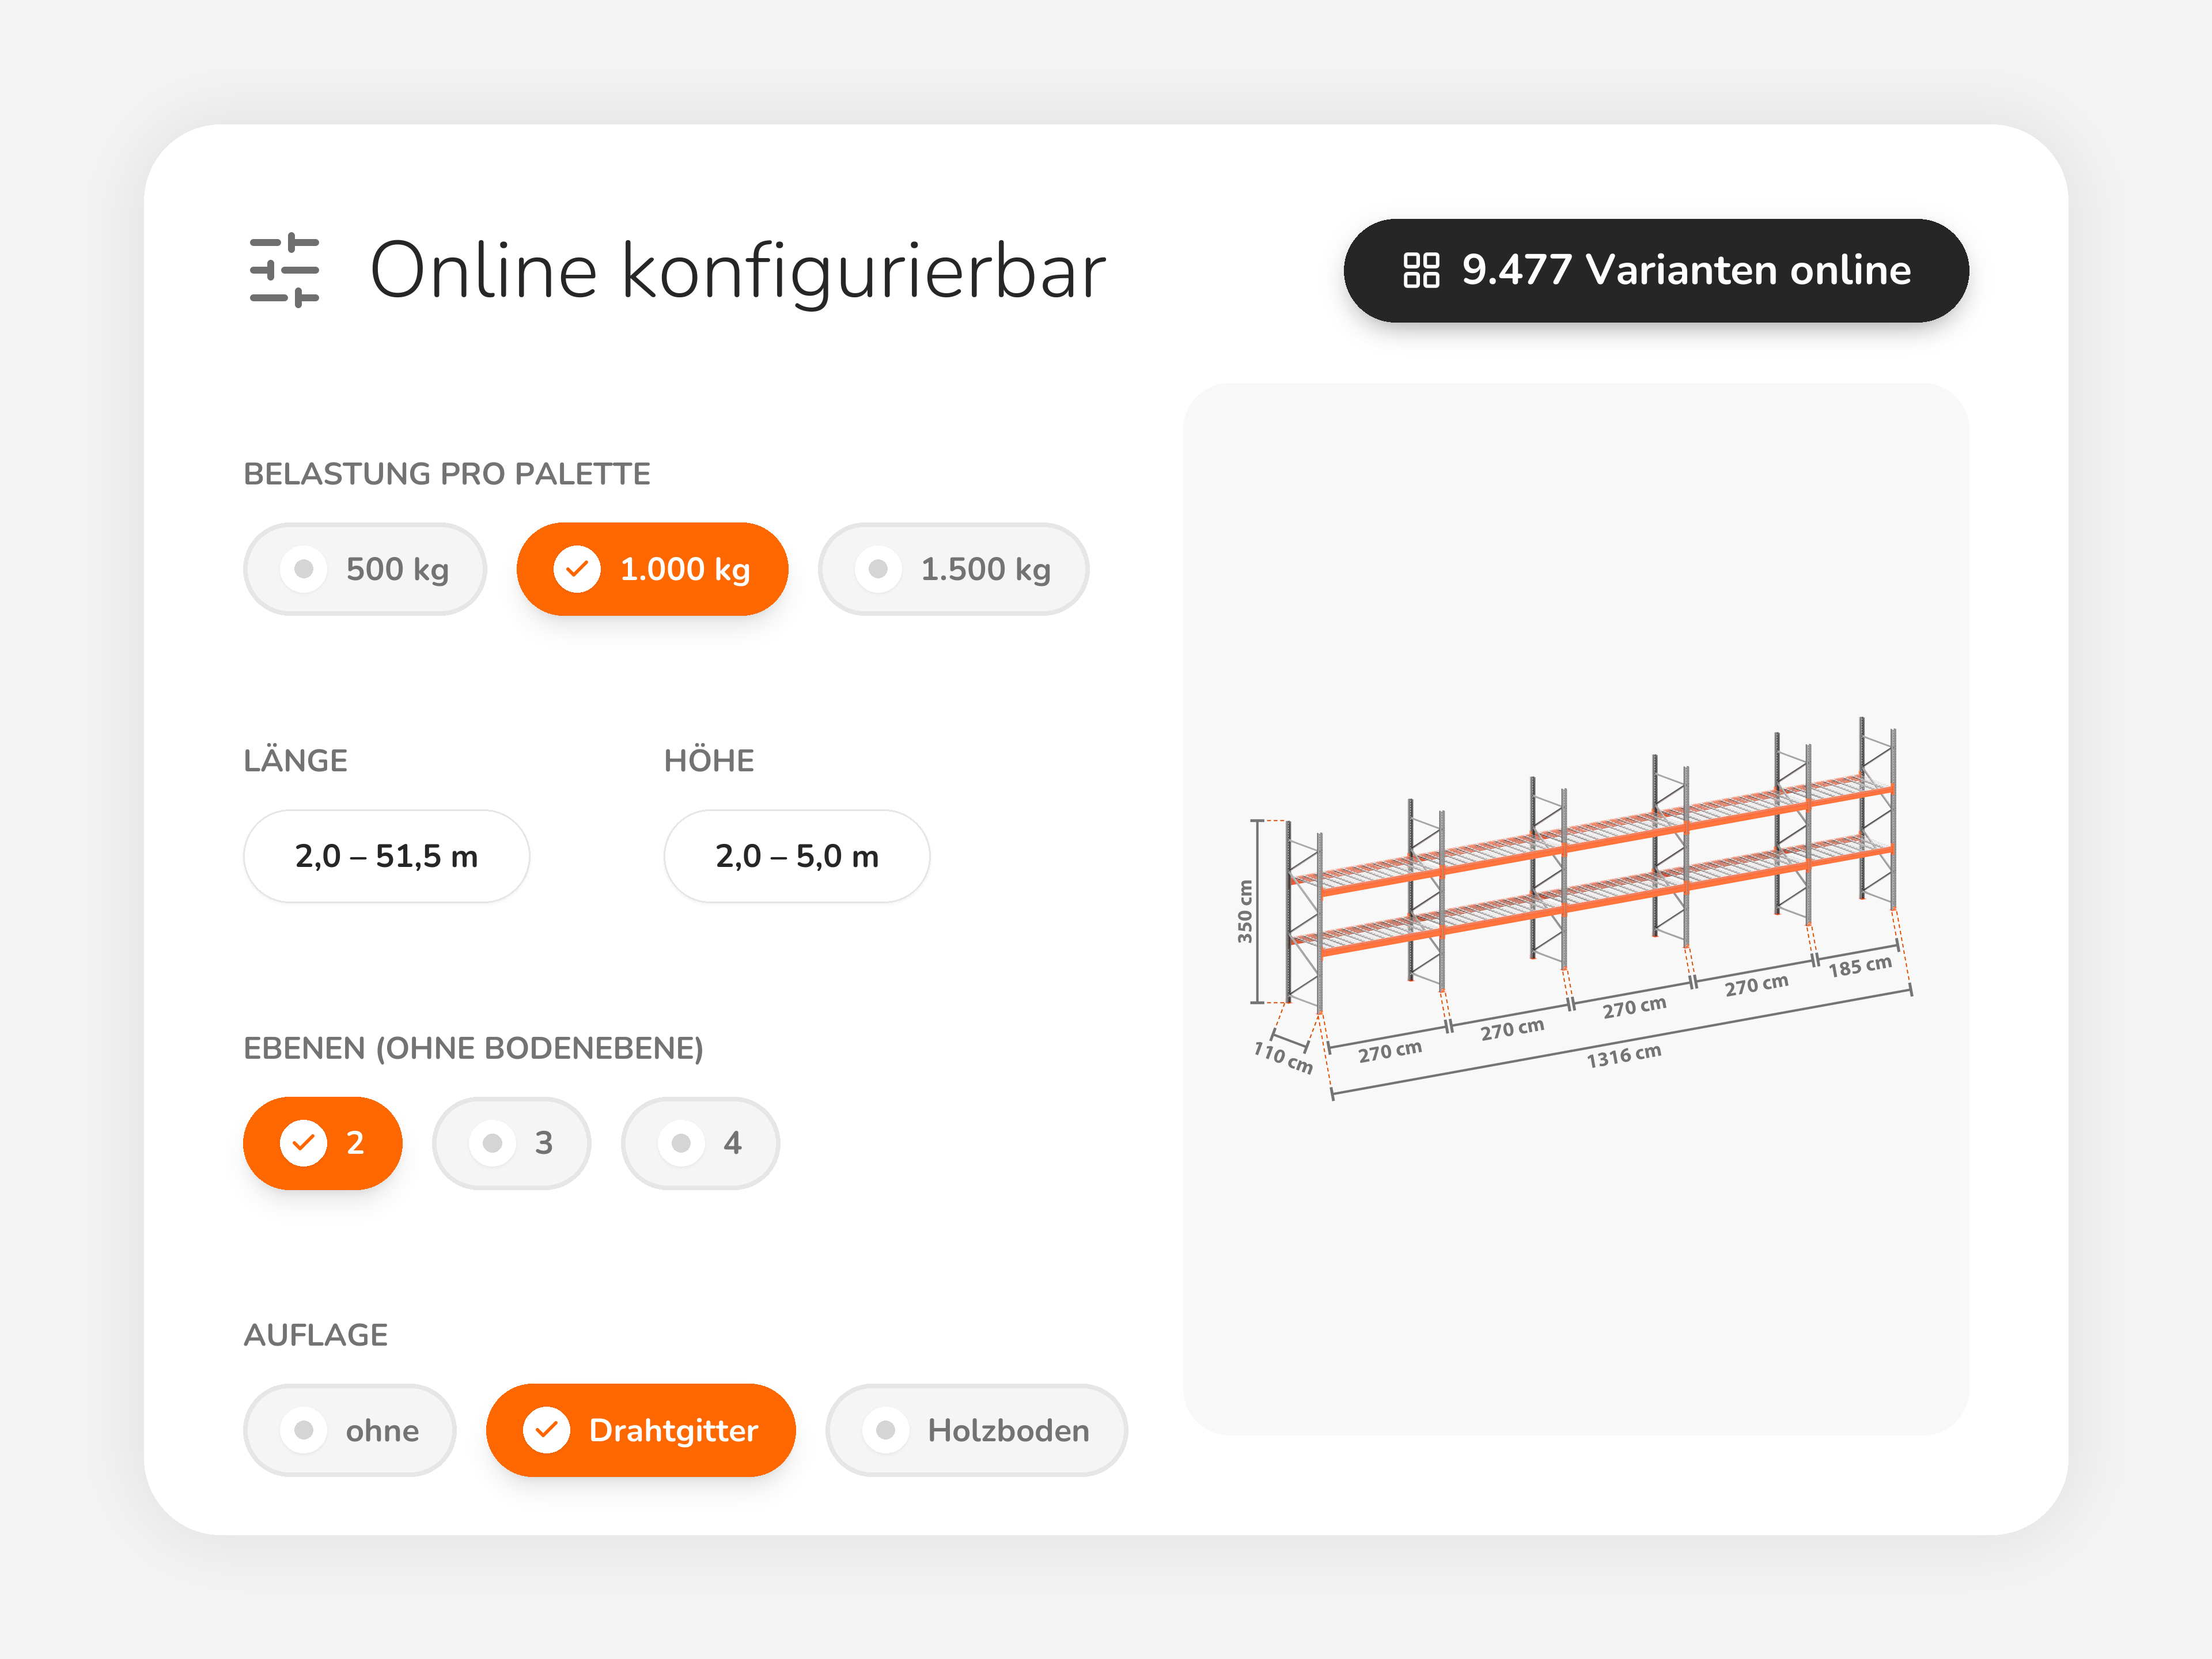 Online konfigurierbar
9.477 Varianten online
BELASTUNG PRO PALETTE
500 kg
1.000 kg
1.500 kg
LÄNGE
HÖHE
2,0 – 51,5 m
2,0 – 5,0 m
EBENEN (OHNE BODENEBENE)
2
3
4
AUFLAGE
ohne
Drahtgitter
Holzboden
350 cm
110 cm
270 cm
270 cm
270 cm
270 cm
185 cm
1316 cm